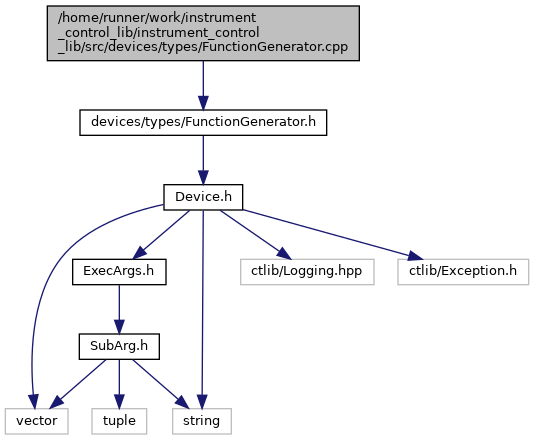 /home/runner/work/instrument
_control_lib/instrument_control
_lib/src/devices/types/FunctionGenerator.cpp
devices/types/FunctionGenerator.h
Device.h
ExecArgs.h
ctlib/Logging.hpp
ctlib/Exception.h
SubArg.h
vector
tuple
string